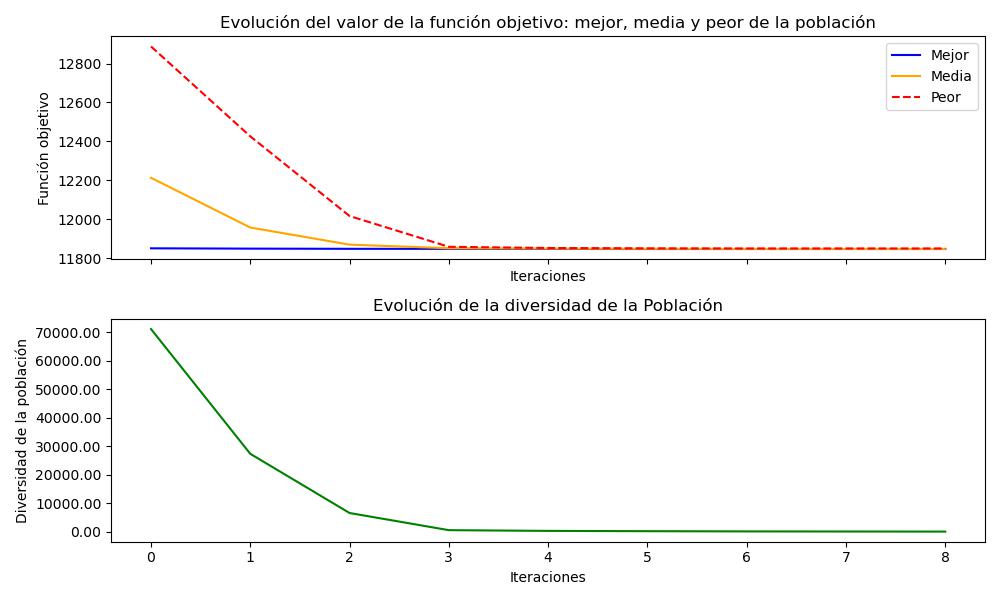 Evolución del valor de la función objetivo: mejor, media y peor de la población
Función objetivo
12800
12600
12400
12200
12000
11800
Mejor
Media
Peor
Iteraciones
Evolución de la diversidad de la Población
Diversidad de la población
70000.00
60000.00
50000.00
40000.00
30000.00
20000.00
10000.00
0.00
0 1 2 3 4 5 6 7 8
Iteraciones